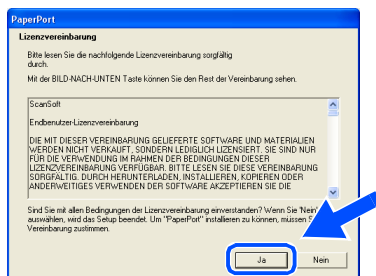 PaperPort
Lizenzvereinbarung
Bitte lesen Sie die nachfolgende Lizenzvereinbarung sorgfältig
durch.
Mit der BILD-NACH-UNTEN Taste können Sie den Rest der Vereinbarung sehen.
ScanSoft
Endbenutzer-Lizenzvereinbarung
DIE MIT DIESER VEREINBARUNG GELIEFERTE SOFTWARE UND MATERIALIEN
WERDEN NICHT VERKAUFT, SONDERN LEDIGLICH LIZENSIERT. SIE SIND NUR
FÜR DIE VERWENDUNG IM RAHMEN DER BEDINGUNGEN DIESER
LIZENZVEREINBARUNG VERFÜGBAR. BITTE LESEN SIE DIESE VEREINBARUNG
SORGFÄLTIG. DURCH HERUNTERLADEN, INSTALLIEREN, KOPIEREN ODER
ANDERWEITIGES VERWENDEN DER SOFTWARE AKZEPTIEREN SIE DIE
Sind Sie mit allen Bedingungen der Lizenzvereinbarung einverstanden? Wenn Sie 'Nein'
auswählen, wird das Setup beendet. Um "PaperPort" installieren zu können, müssen
Vereinbarung zustimmen.
Ja
Nein